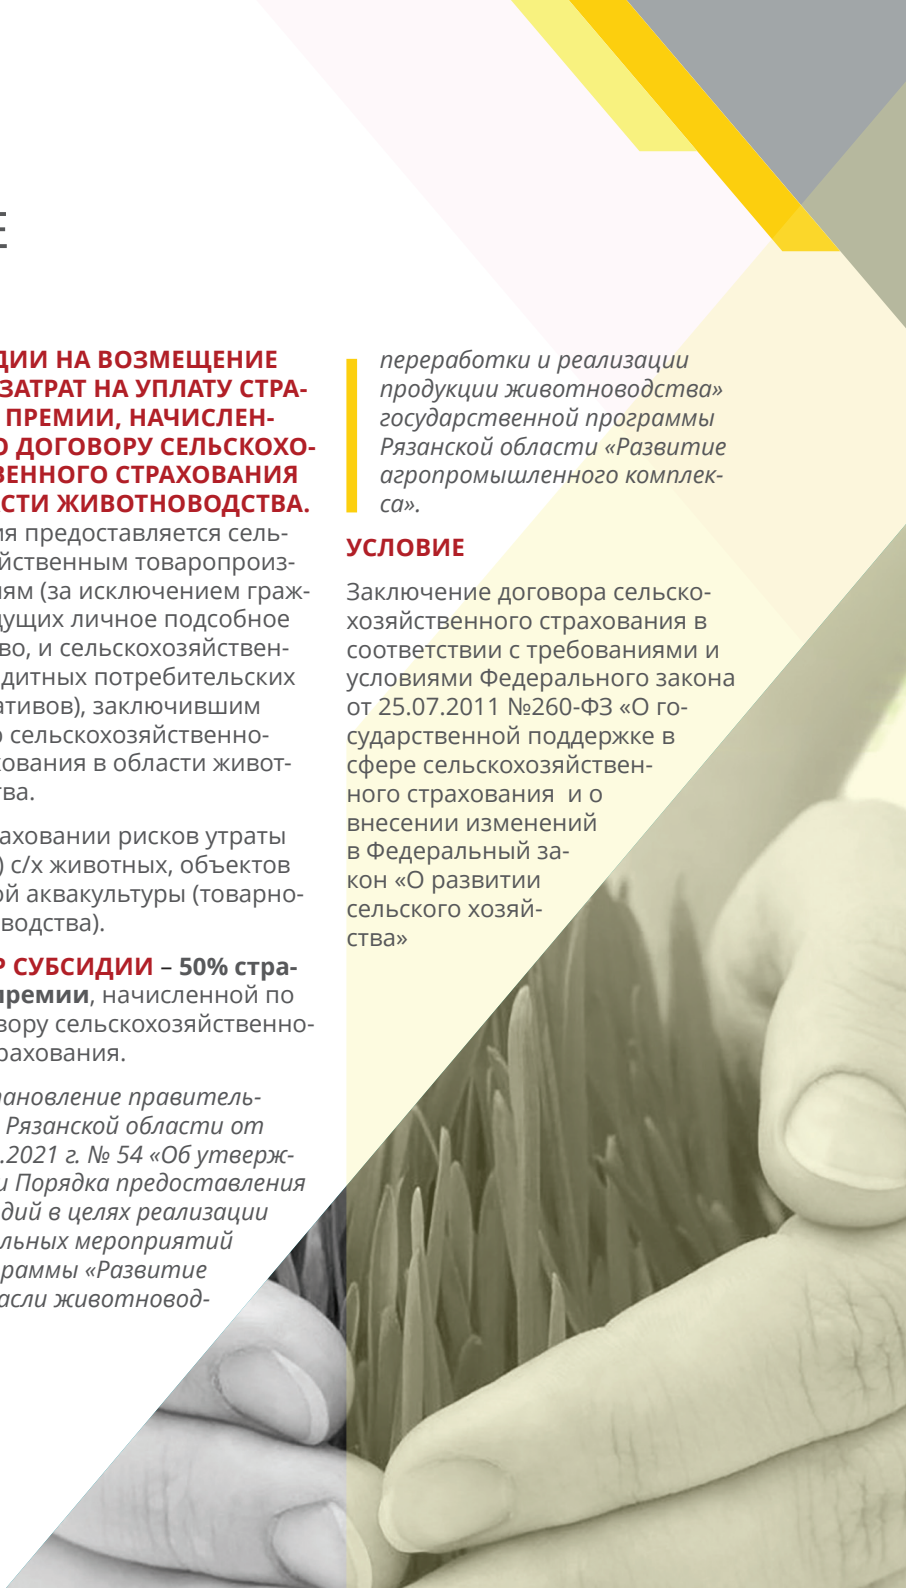 Е
ДИИ НА ВОЗМЕЩЕНИЕ
ЗАТРАТ НА УПЛАТУ СТРА-
ПРЕМИИ, НАЧИСЛЕН-
О ДОГОВОРУ СЕЛЬСКОХО-
ВЕННОГО СТРАХОВАНИЯ
СТИ ЖИВОТНОВОДСТВА.
ия предоставляется сель-
йственным товаропроиз-
лям (за исключением граж-
дущих личное подсобное
во, и сельскохозяйствен-
дитных потребительских
ативов), заключившим
о сельскохозяйственно-
кования в области живот-
тва.
аховании рисков утраты
) с/х животных, объектов
ой аквакультуры (товарно-
водства).
Р СУБСИДИИ – 50% стра-
премии, начисленной по
вору сельскохозяйственно-
рахования.
тановление правитель-
Рязанской области от
.2021 г. № 54 «Об утверж-
и Порядка предоставления
дий в целях реализации
льных мероприятий
раммы «Развитие
асли животновод-
переработки и реализации
продукции животноводства»
государственной программы
Рязанской области «Развитие
агропромышленного комплек-
са».
УСЛОВИЕ
Заключение договора сельско-
хозяйственного страхования в
соответствии с требованиями и
условиями Федерального закона
от 25.07.2011 №260-ФЗ «О го-
сударственной поддержке в
сфере сельскохозяйствен-
ного страхования  и о
внесении изменений
в Федеральный за-
кон «О развитии
сельского хозяй-
ства»